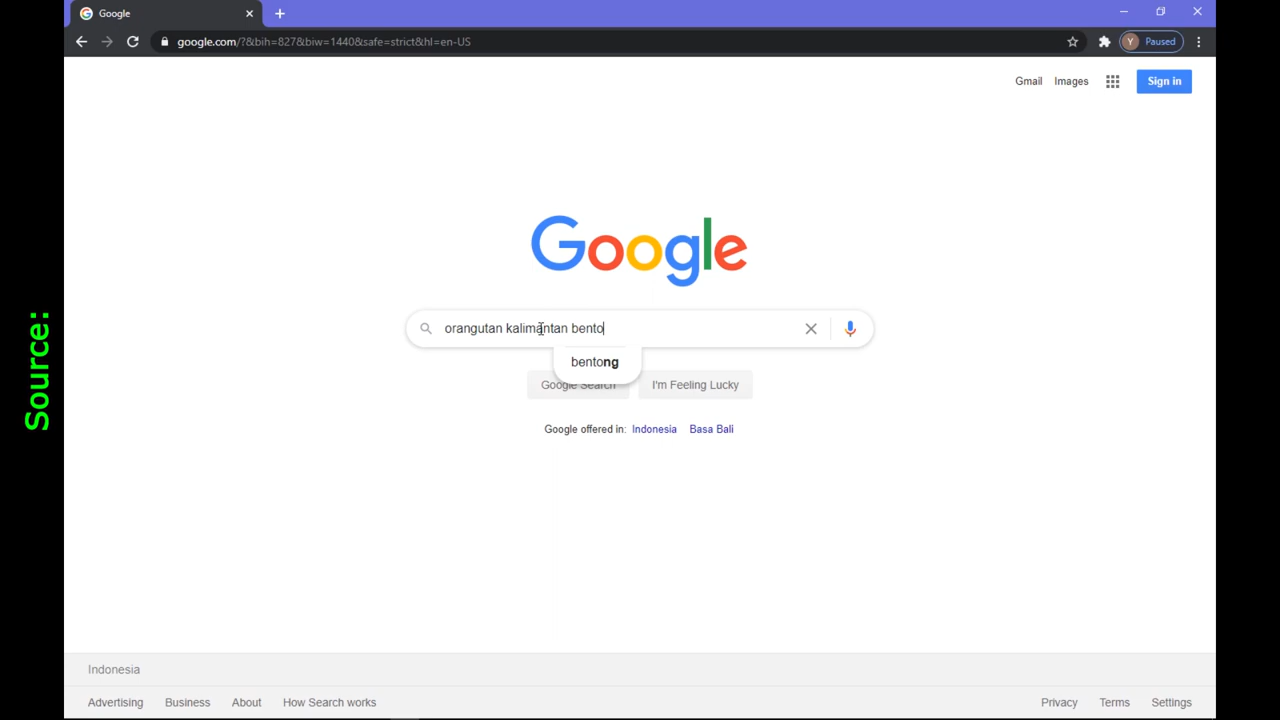 Source:
Google
google.com/?&bih=827&biw=1440&safe=strict&hl=en-US
Y Paused
Gmail Images Sign in
Google
orangutan kalimantan bento
bentong
Google Search I'm Feeling Lucky
Google offered in: Indonesia Basa Bali
Indonesia
Advertising Business About How Search works Privacy Terms Settings